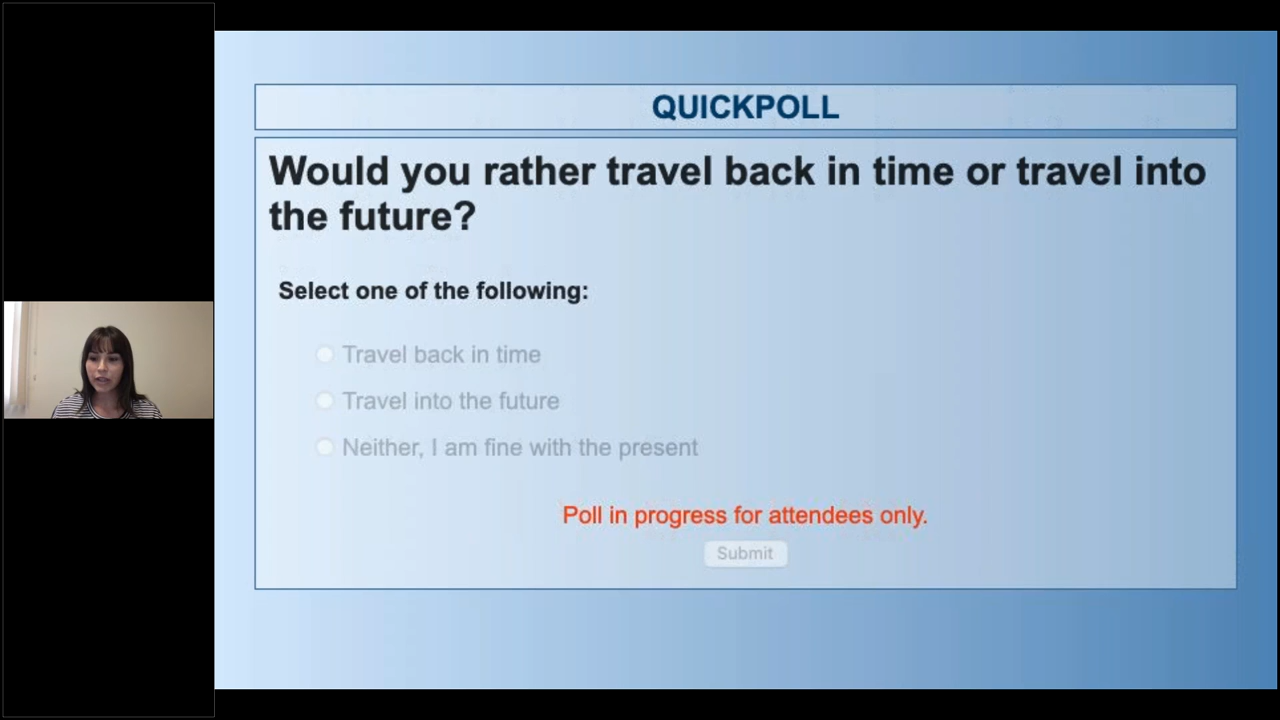 QUICKPOLL
Would you rather travel back in time or travel into
the future?
Select one of the following:
Travel back in time
Travel into the future
Neither, I am fine with the present
Poll in progress for attendees only.
Submit